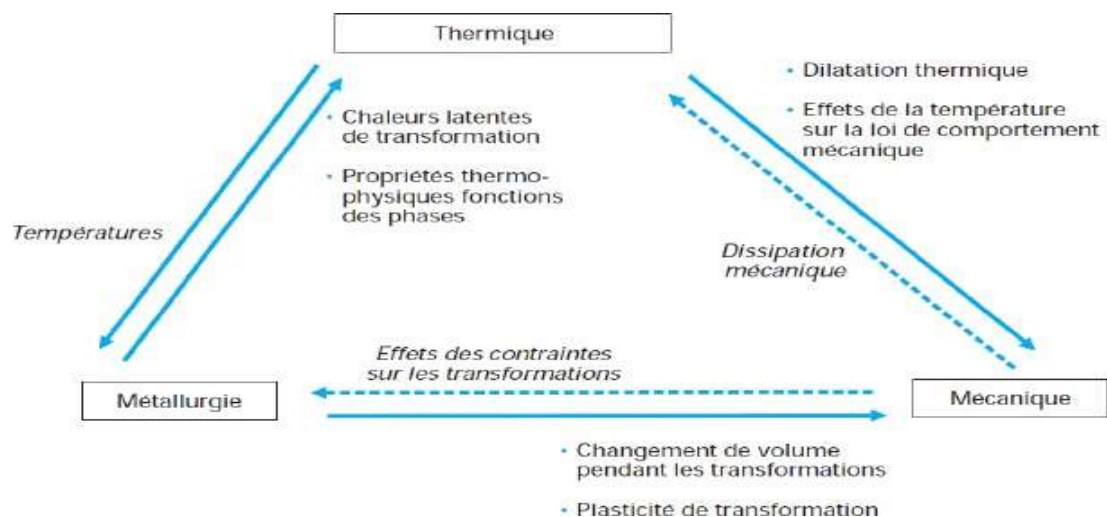 Thermique
• Dilatation thermique
• Effets de la température
sur la loi de comportement
mécanique
• Chaleurs latentes
de transformation
• Propriétés thermo-
physiques fonctions
des phases
Températures
Dissipation
mécanique
Effets des contraintes
sur les transformations
Métallurgie
Mécanique
• Changement de volume
pendant les transformations
• Plasticité de transformation